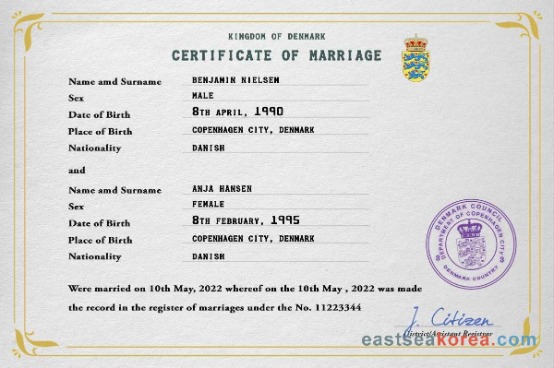 KINGDOM OF DENMARK
CERTIFICATE OF MARRIAGE
Name amd Surname BENJAMIN NIELSEN
Sex MALE
Date of Birth 8TH APRIL, 1990
Place of Birth COPENHAGEN CITY, DENMARK
Nationality DANISH
and
Name amd Surname ANJA HANSEN
Sex FEMALE
Date of Birth 8TH FEBRUARY, 1995
Place of Birth COPENHAGEN CITY, DENMARK
Nationality DANISH
DENMARK COUNCIL
DEPARTMENT OF COPENHAGEN CITY
DENMARK COUNTRY
Were married on 10th May, 2022 whereof on the 10th May , 2022 was made
the record in the register of marriages under the No. 11223344
J. Citizen
District/Assistant Registrar
eastseakorea.com